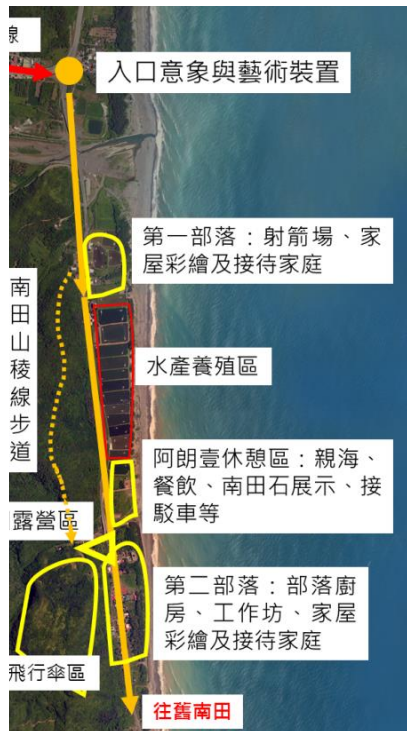 線
入口意象與藝術裝置
第一部落：射箭場、家
屋彩繪及接待家庭
南田山稜線步道
水產養殖區
阿朗壹休憩區：親海、
餐飲、南田石展示、接
駁車等
露營區
第二部落：部落廚
房、工作坊、家屋
彩繪及接待家庭
飛行傘區
往舊南田